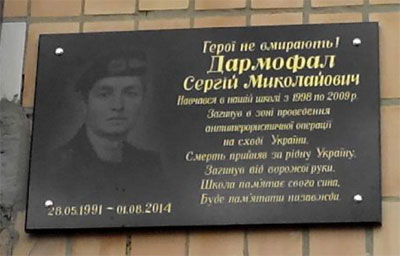 Герої не вмирають!
Дармофал
Сергій Миколайович
Навчався в нашій школі з 1998 по 2009 р.
Загинув в зоні проведення
антитерористичної операції
на сході України.
Смерть прийняв за рідну Україну,
Загинув від ворожої руки.
Школа пам'ятає свого сина,
Буде пам'ятати назавжди.
28.05.1991 – 01.08.2014